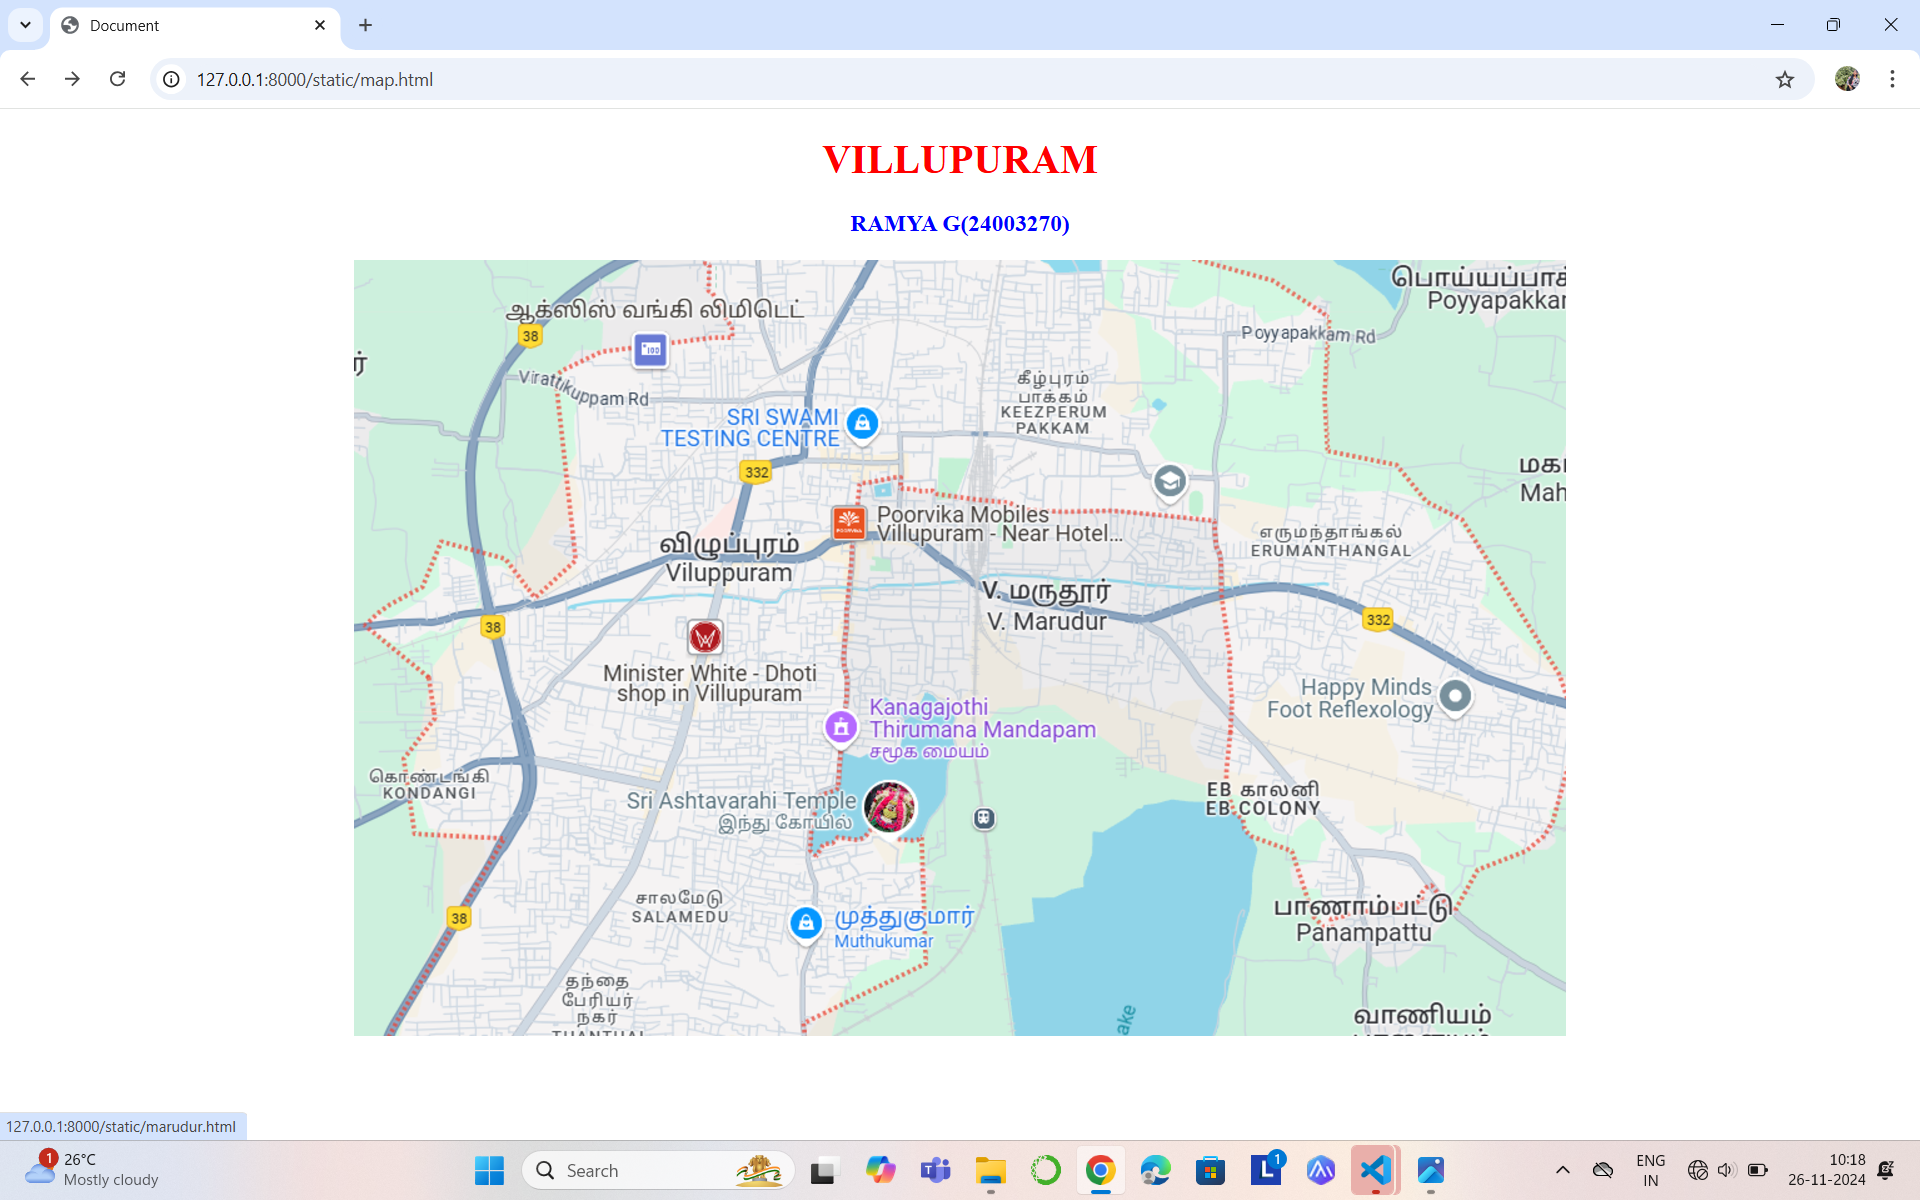 Document
127.0.0.1:8000/static/map.html
VILLUPURAM
RAMYA G(24003270)
பொய்யப்பாக்
Poyyapakkar
ஆக்ஸிஸ் வங்கி லிமிடெட்
38
Poyyapakkam Rd
Virattikuppam Rd
கீழ்புரம்
பாக்கம்
KEEZPERUM
PAKKAM
SRI SWAMI
TESTING CENTRE
332
மகா
Mah
Poorvika Mobiles
Villupuram - Near Hotel...
எருமந்தாங்கல்
ERUMANTHANGAL
விழுப்புரம்
Viluppuram
V. மருதூர்
V. Marudur
38
332
Minister White - Dhoti
shop in Villupuram
Happy Minds
Foot Reflexology
Kanagajothi
Thirumana Mandapam
சமூக மையம்
கொண்டங்கி
KONDANGI
EB காலனி
EB COLONY
Sri Ashtavarahi Temple
இந்து கோயில்
சாலமேடு
SALAMEDU
38
முத்துகுமார்
Muthukumar
பாணாம்பட்டு
Panampattu
தந்தை
பேரியர்
நகர்
வாணியம்
ake
127.0.0.1:8000/static/marudur.html
1
26°C
Mostly cloudy
Search
1
ENG
IN
10:18
26-11-2024